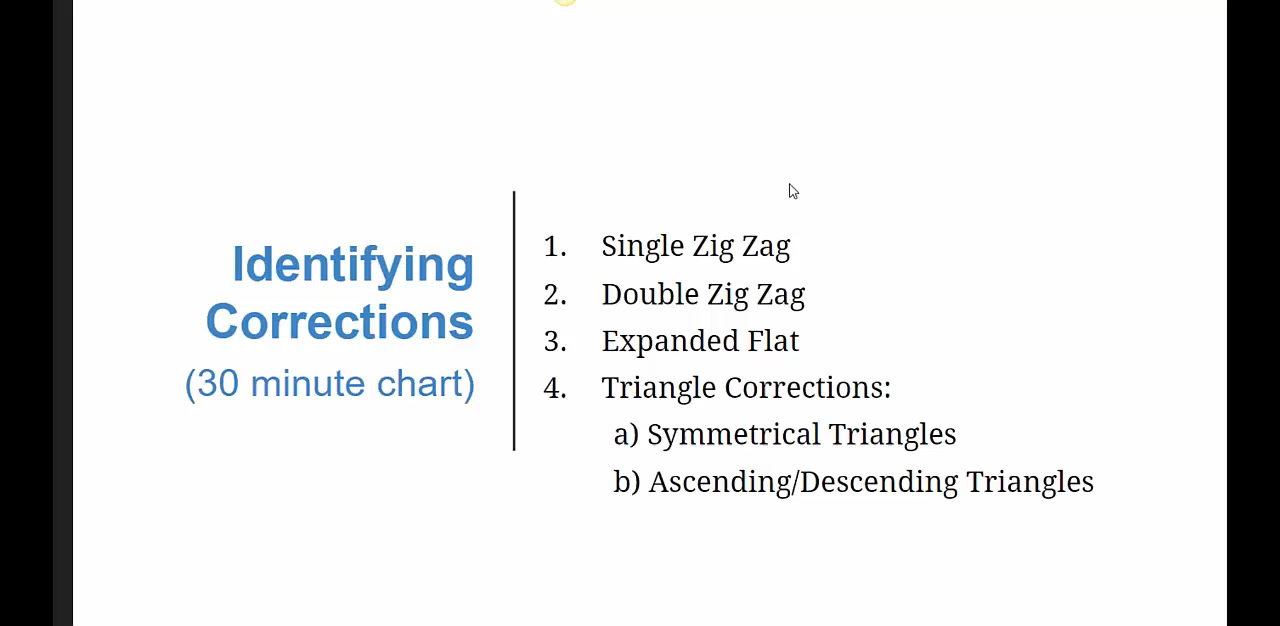 Identifying
Corrections
(30 minute chart)
1. Single Zig Zag
2. Double Zig Zag
3. Expanded Flat
4. Triangle Corrections:
a) Symmetrical Triangles
b) Ascending/Descending Triangles